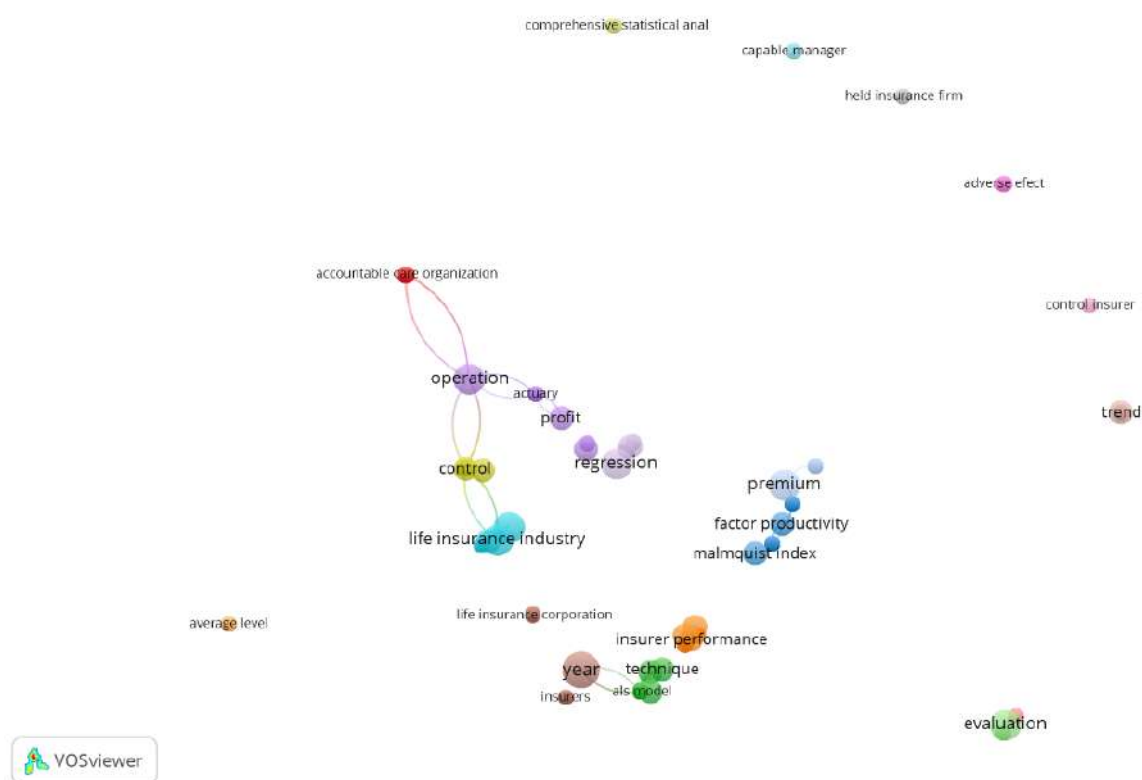 comprehensive statistical anal
capable manager
held insurance firm
adverse efect
accountable care organization
control insurer
operation
actuary
trend
profit
regression
control
premium
factor productivity
life insurance industry
malmquist index
life insurance corporation
average level
insurer performance
year
technique
als model
insurers
evaluation
VOSviewer